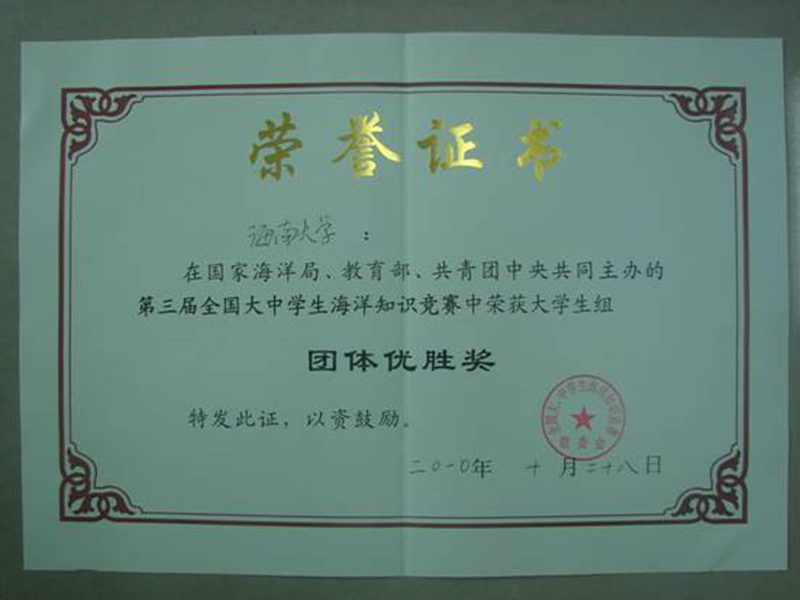 荣誉证书
海南大学：
在国家海洋局、教育部、共青团中央共同主办的
第三届全国大中学生海洋知识竞赛中荣获大学生组
团体优胜奖
特发此证，以资鼓励。
组委会
二〇一〇年 十月二十八日